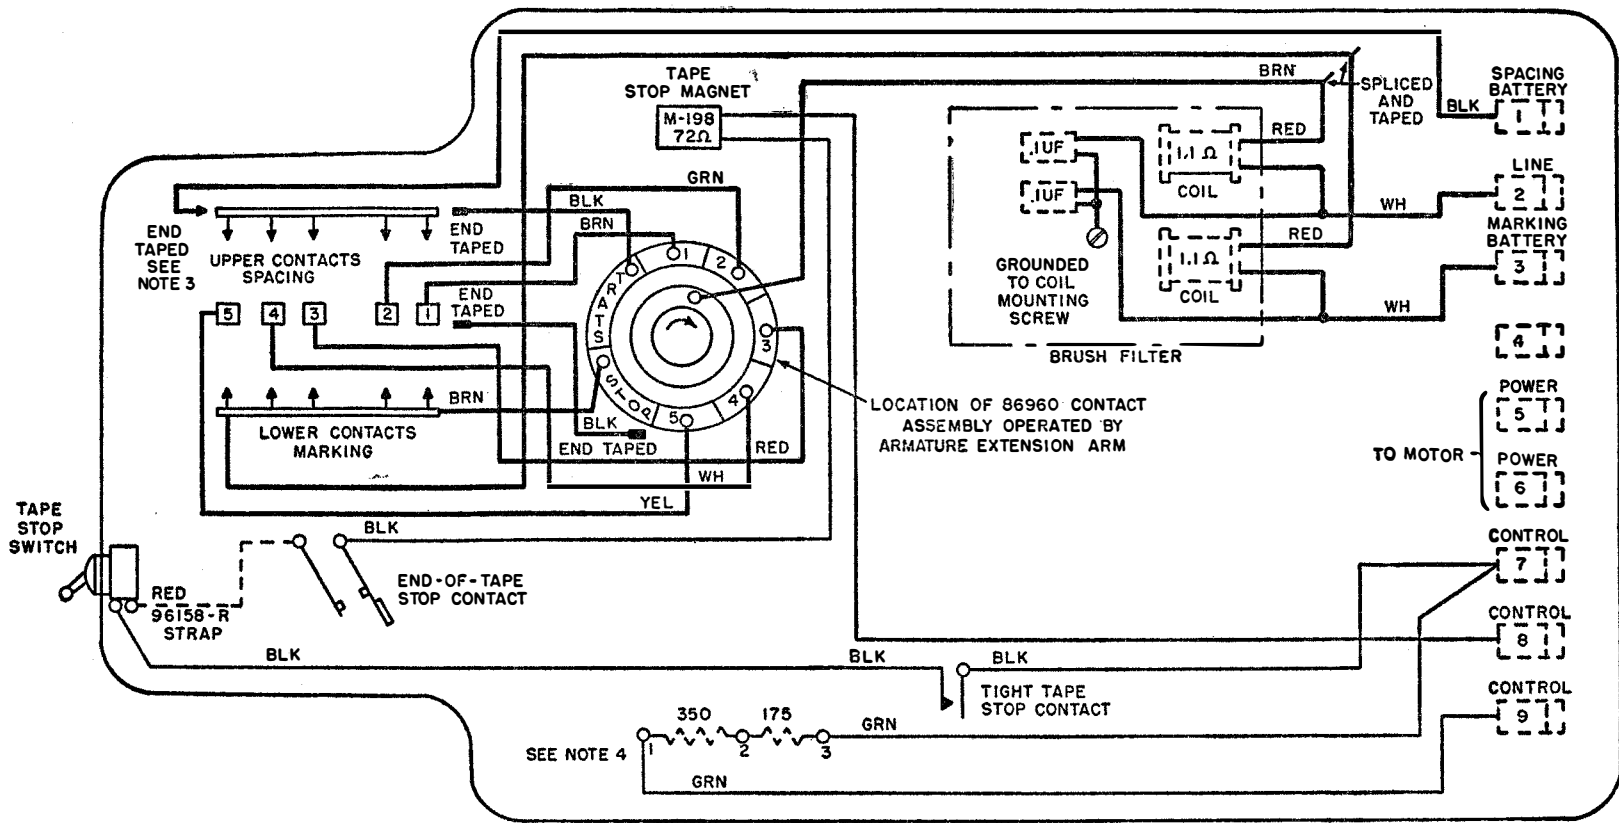 TAPE
STOP MAGNET
M-198
72Ω
BRN
SPLICED
AND
TAPED
SPACING
BATTERY
BLK
1
RED
.1UF
1.1 Ω
COIL
LINE
2
WH
.1UF
MARKING
BATTERY
3
RED
1.1 Ω
COIL
WH
GROUNDED
TO COIL
MOUNTING
SCREW
BRUSH FILTER
4
GRN
BLK
BRN
END
TAPED
SEE
NOTE 3
UPPER CONTACTS
SPACING
END
TAPED
END
TAPED
5 4 3 2 1
START 1 2 3 4 5 STOP
BRN
LOWER CONTACTS
MARKING
BLK
END TAPED
RED
WH
YEL
LOCATION OF 86960 CONTACT
ASSEMBLY OPERATED BY
ARMATURE EXTENSION ARM
TO MOTOR
POWER
5
POWER
6
CONTROL
7
CONTROL
8
CONTROL
9
TAPE
STOP
SWITCH
RED
96158-R
STRAP
BLK
END-OF-TAPE
STOP CONTACT
BLK
BLK
BLK
TIGHT TAPE
STOP CONTACT
350 175
1 2 3
GRN
SEE NOTE 4
GRN